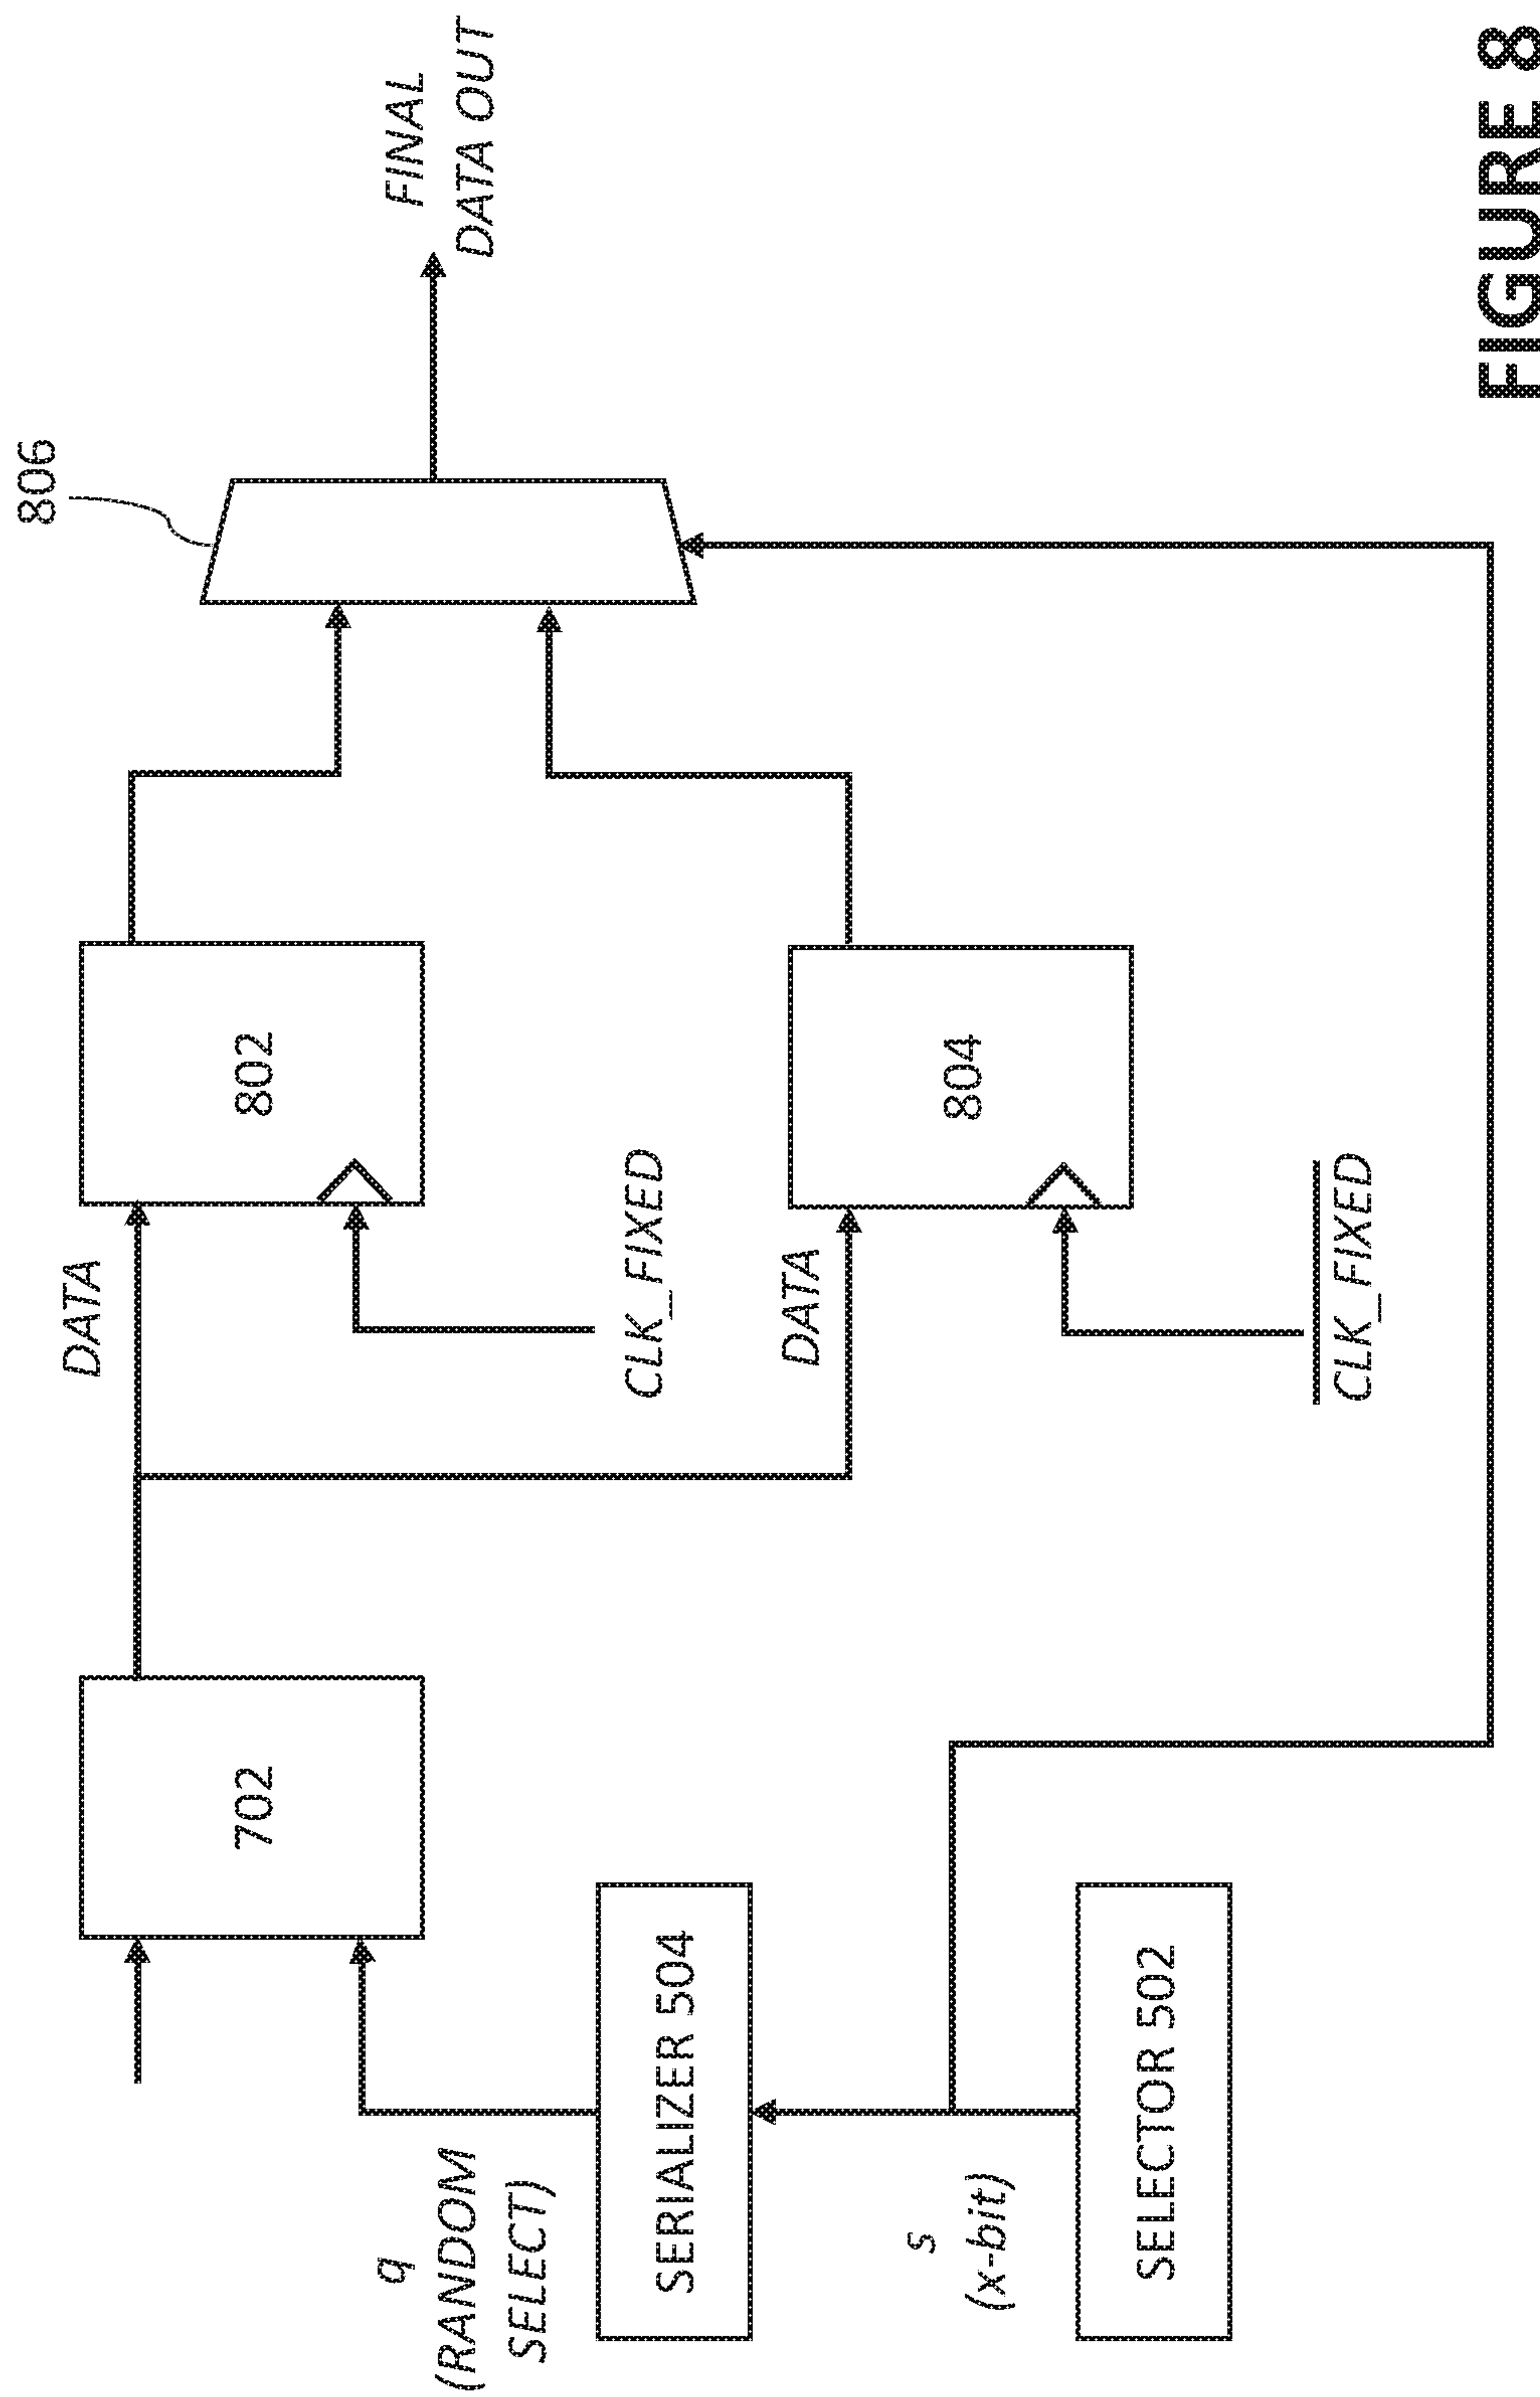 806
FINAL
DATA OUT
DATA
702
802
CLK_FIXED
q
(RANDOM
SELECT)
SERIALIZER 504
DATA
804
s
(x-bit)
SELECTOR 502
CLK_FIXED
FIGURE 8